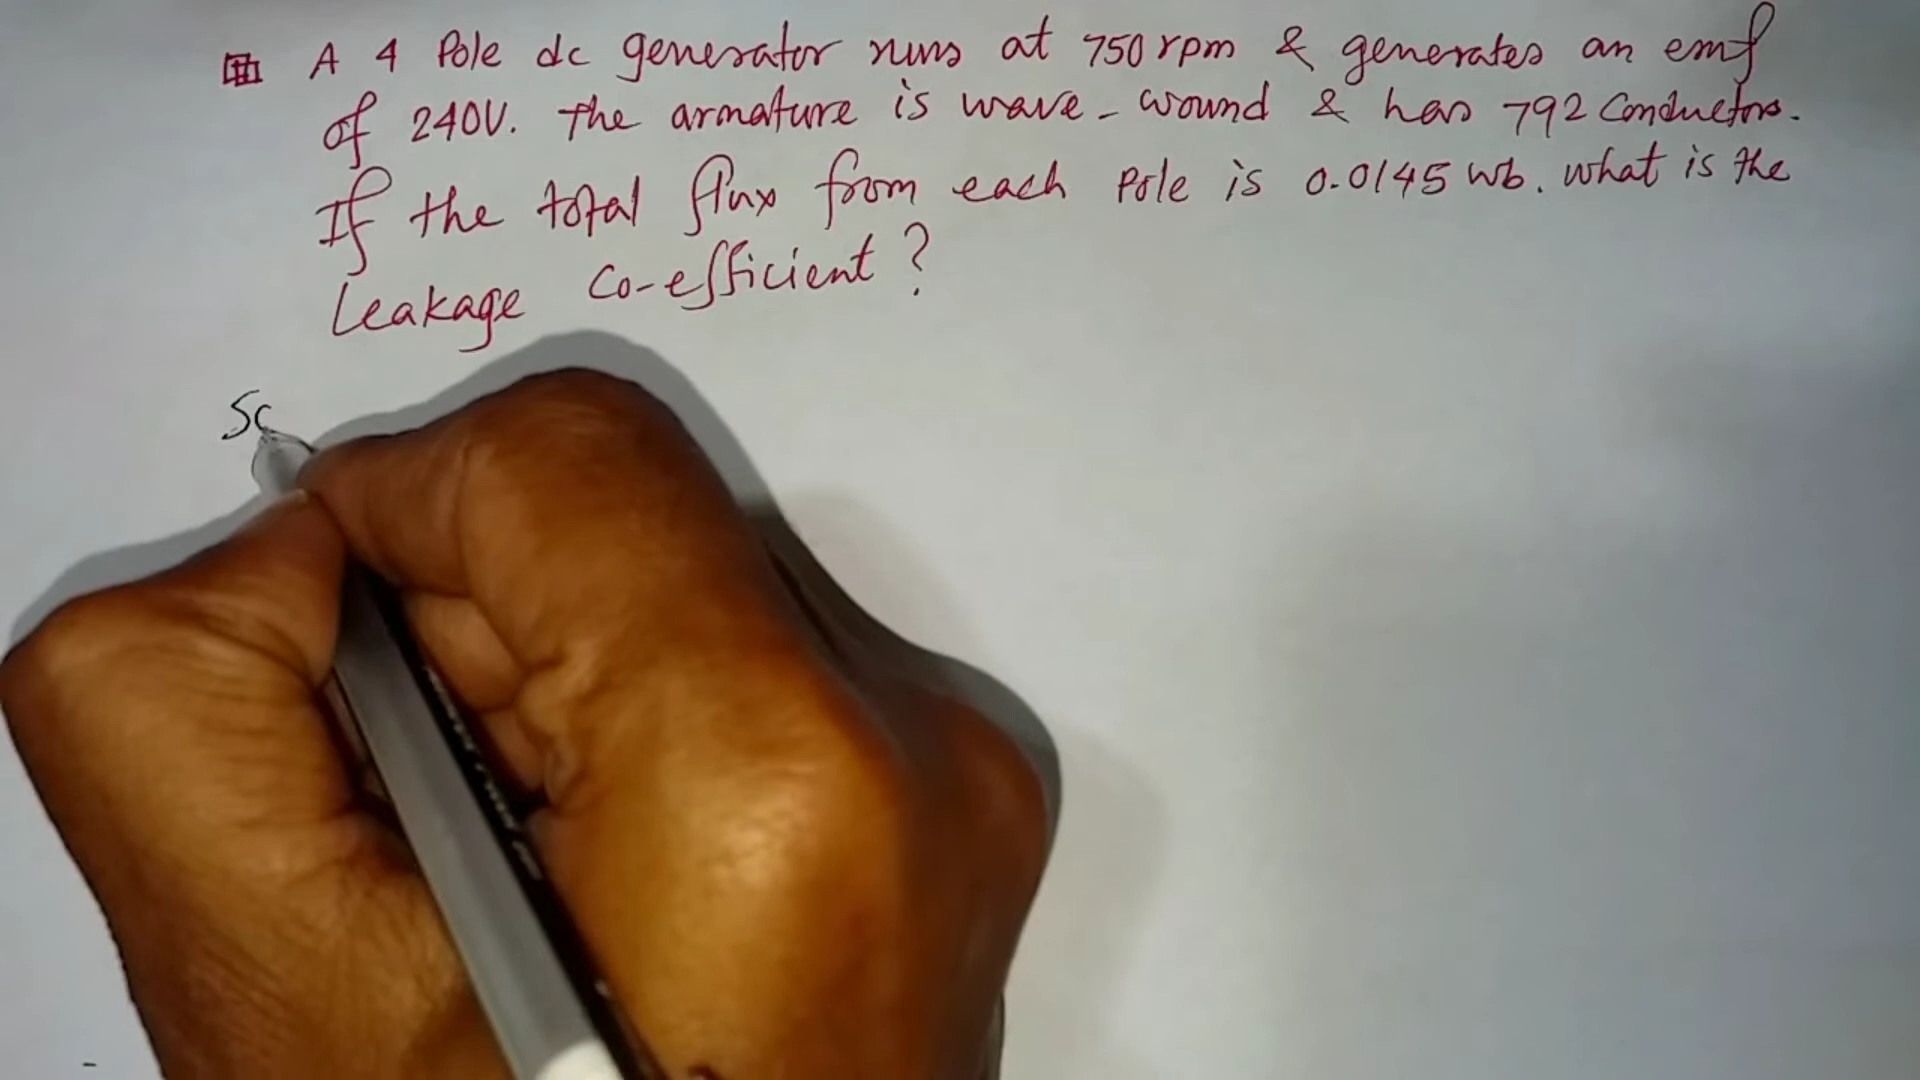 A 4 Pole dc generator runs at 750 rpm & generates an emf
of 240V. The armature is wave-wound & has 792 Conductors.
If the total flux from each Pole is 0.0145 wb. what is the
Leakage Co-efficient?
So